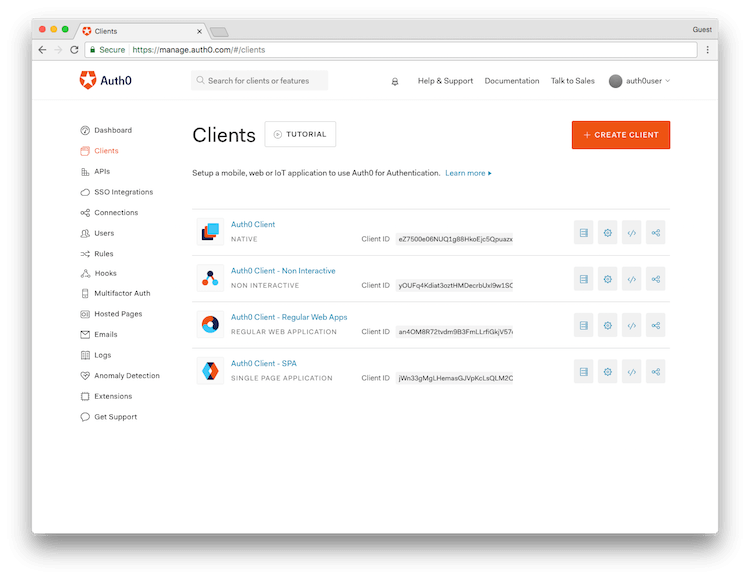 Clients
Guest
Secure https://manage.auth0.com/#/clients
Auth0
Search for clients or features
Help & Support
Documentation
Talk to Sales
auth0user
Dashboard
Clients
APIs
SSO Integrations
Connections
Users
Rules
Hooks
Multifactor Auth
Hosted Pages
Emails
Logs
Anomaly Detection
Extensions
Get Support
Clients
TUTORIAL
+ CREATE CLIENT
Setup a mobile, web or IoT application to use Auth0 for Authentication. Learn more
Auth0 Client
NATIVE
Client ID
Auth0 Client - Non Interactive
NON INTERACTIVE
Client ID
Auth0 Client - Regular Web Apps
REGULAR WEB APPLICATION
Client ID
Auth0 Client - SPA
SINGLE PAGE APPLICATION
Client ID